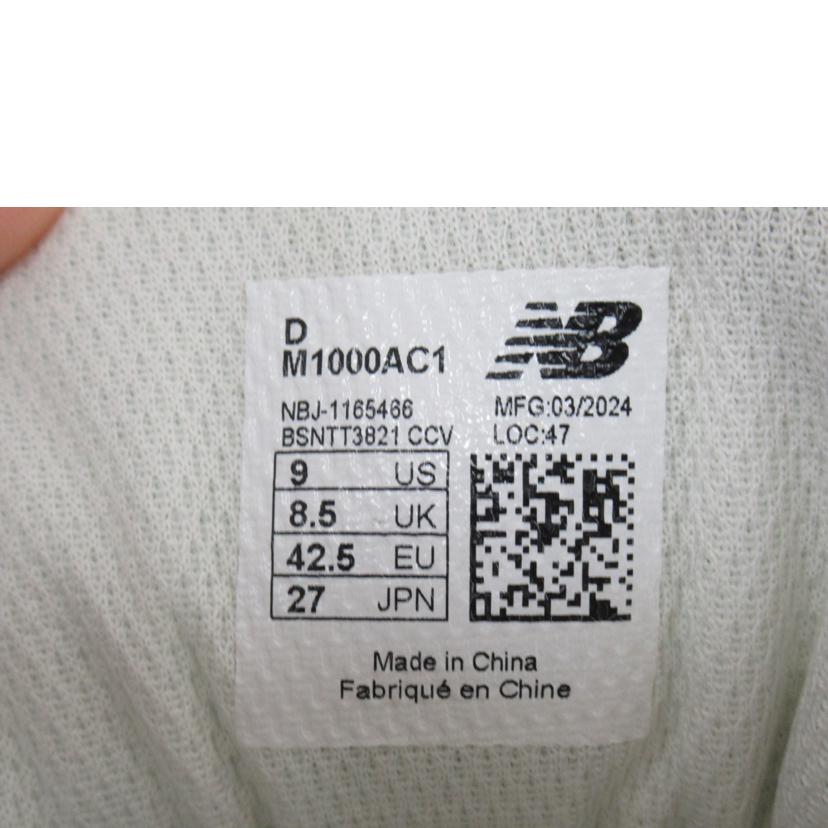 D
M1000AC1
NB
NBJ-1165466
MFG:03/2024
BSNTT3821 CCV
LOC:47
9 US
8.5 UK
42.5 EU
27 JPN
Made in China
Fabriqué en Chine